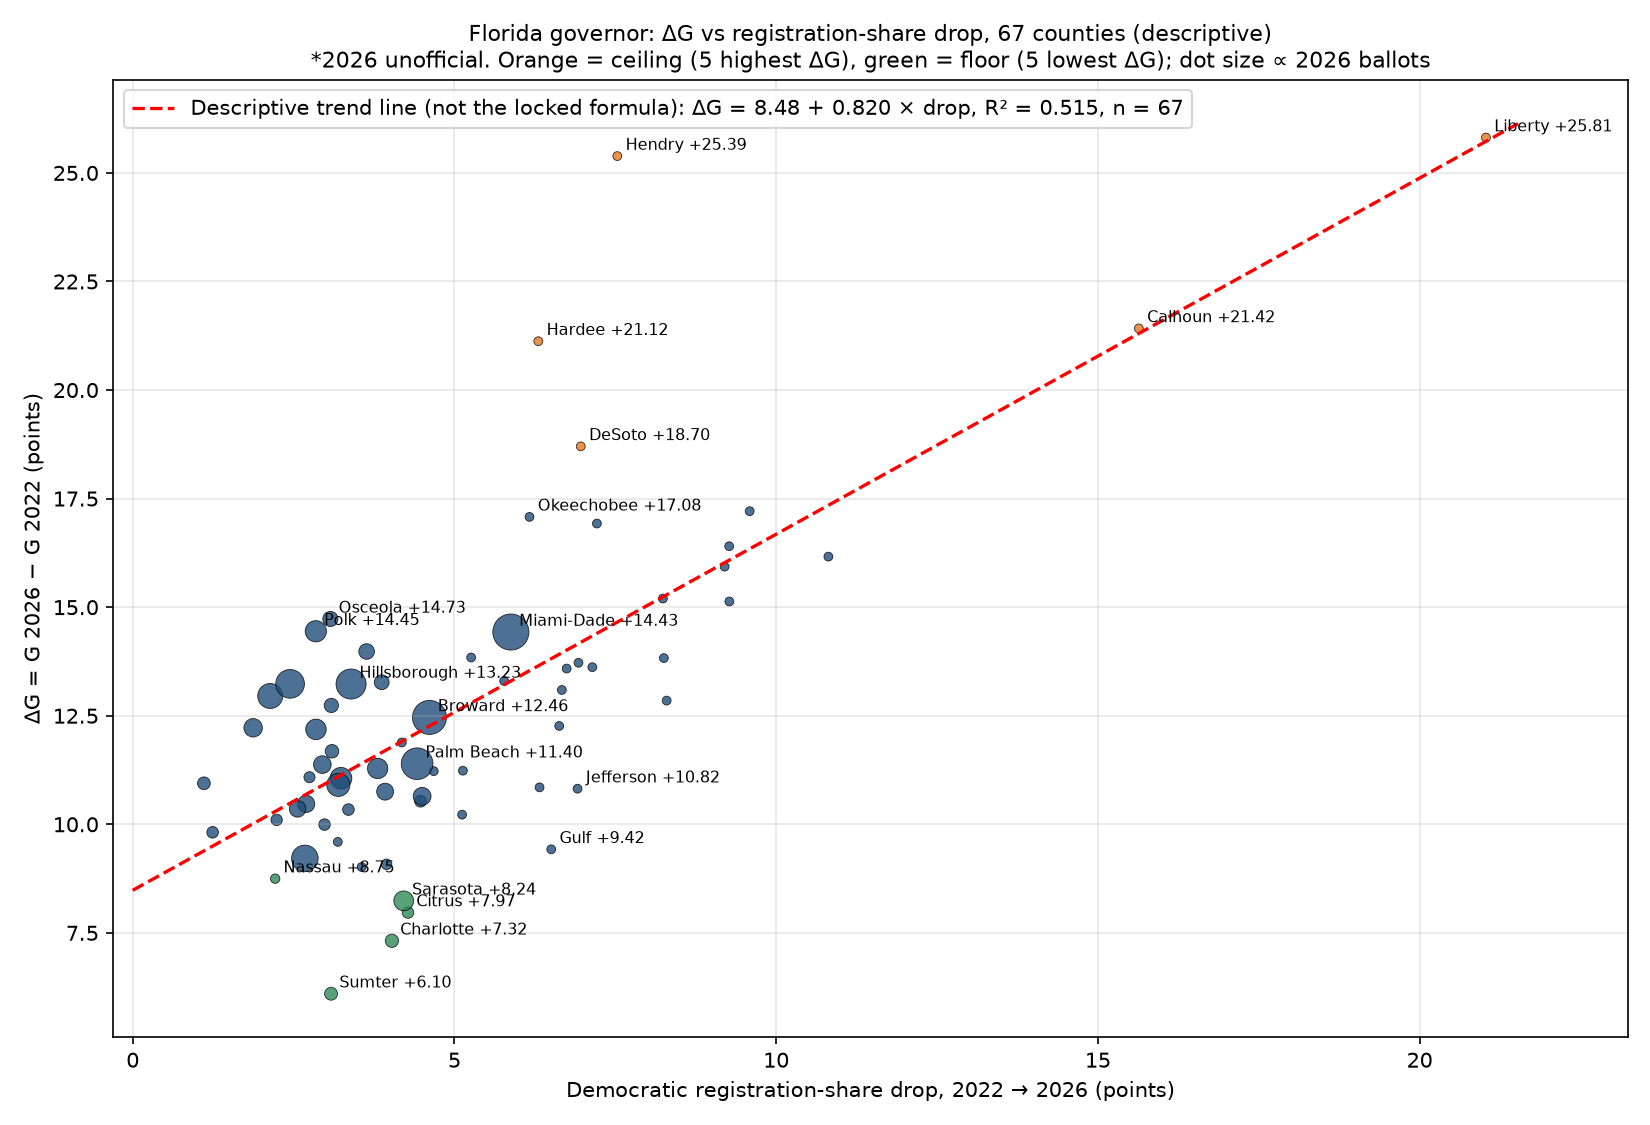 Florida governor: ΔG vs registration-share drop, 67 counties (descriptive)
*2026 unofficial. Orange = ceiling (5 highest ΔG), green = floor (5 lowest ΔG); dot size ∝ 2026 ballots
Descriptive trend line (not the locked formula): ΔG = 8.48 + 0.820 × drop, R² = 0.515, n = 67
Liberty +25.81
Hendry +25.39
Calhoun +21.42
Hardee +21.12
DeSoto +18.70
Okeechobee +17.08
Osceola +14.73
Polk +14.45
Miami-Dade +14.43
Hillsborough +13.23
Broward +12.46
Palm Beach +11.40
Jefferson +10.82
Gulf +9.42
Nassau +8.75
Sarasota +8.24
Citrus +7.97
Charlotte +7.32
Sumter +6.10
25.0
22.5
20.0
17.5
15.0
12.5
10.0
7.5
ΔG = G 2026 − G 2022 (points)
0 5 10 15 20
Democratic registration-share drop, 2022 → 2026 (points)